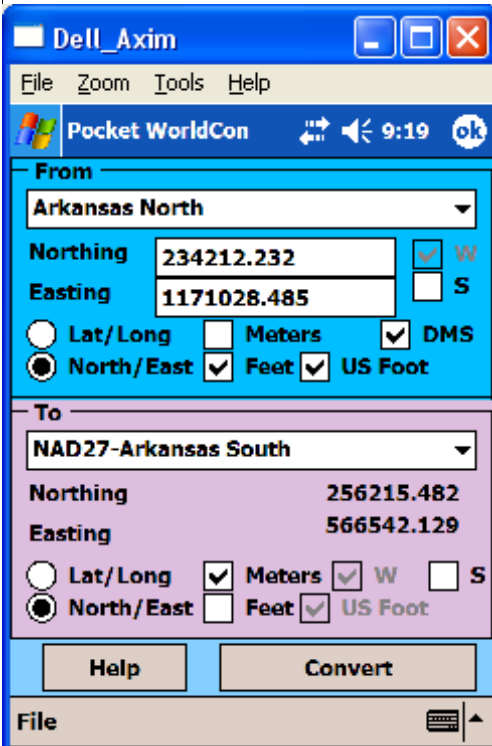 Dell_Axim
File Zoom Tools Help
Pocket WorldCon 9:19 ok
From
Arkansas North
Northing 234212.232 W
Easting 1171028.485 S
Lat/Long Meters DMS
North/East Feet US Foot
To
NAD27-Arkansas South
Northing 256215.482
Easting 566542.129
Lat/Long Meters W S
North/East Feet US Foot
Help Convert
File